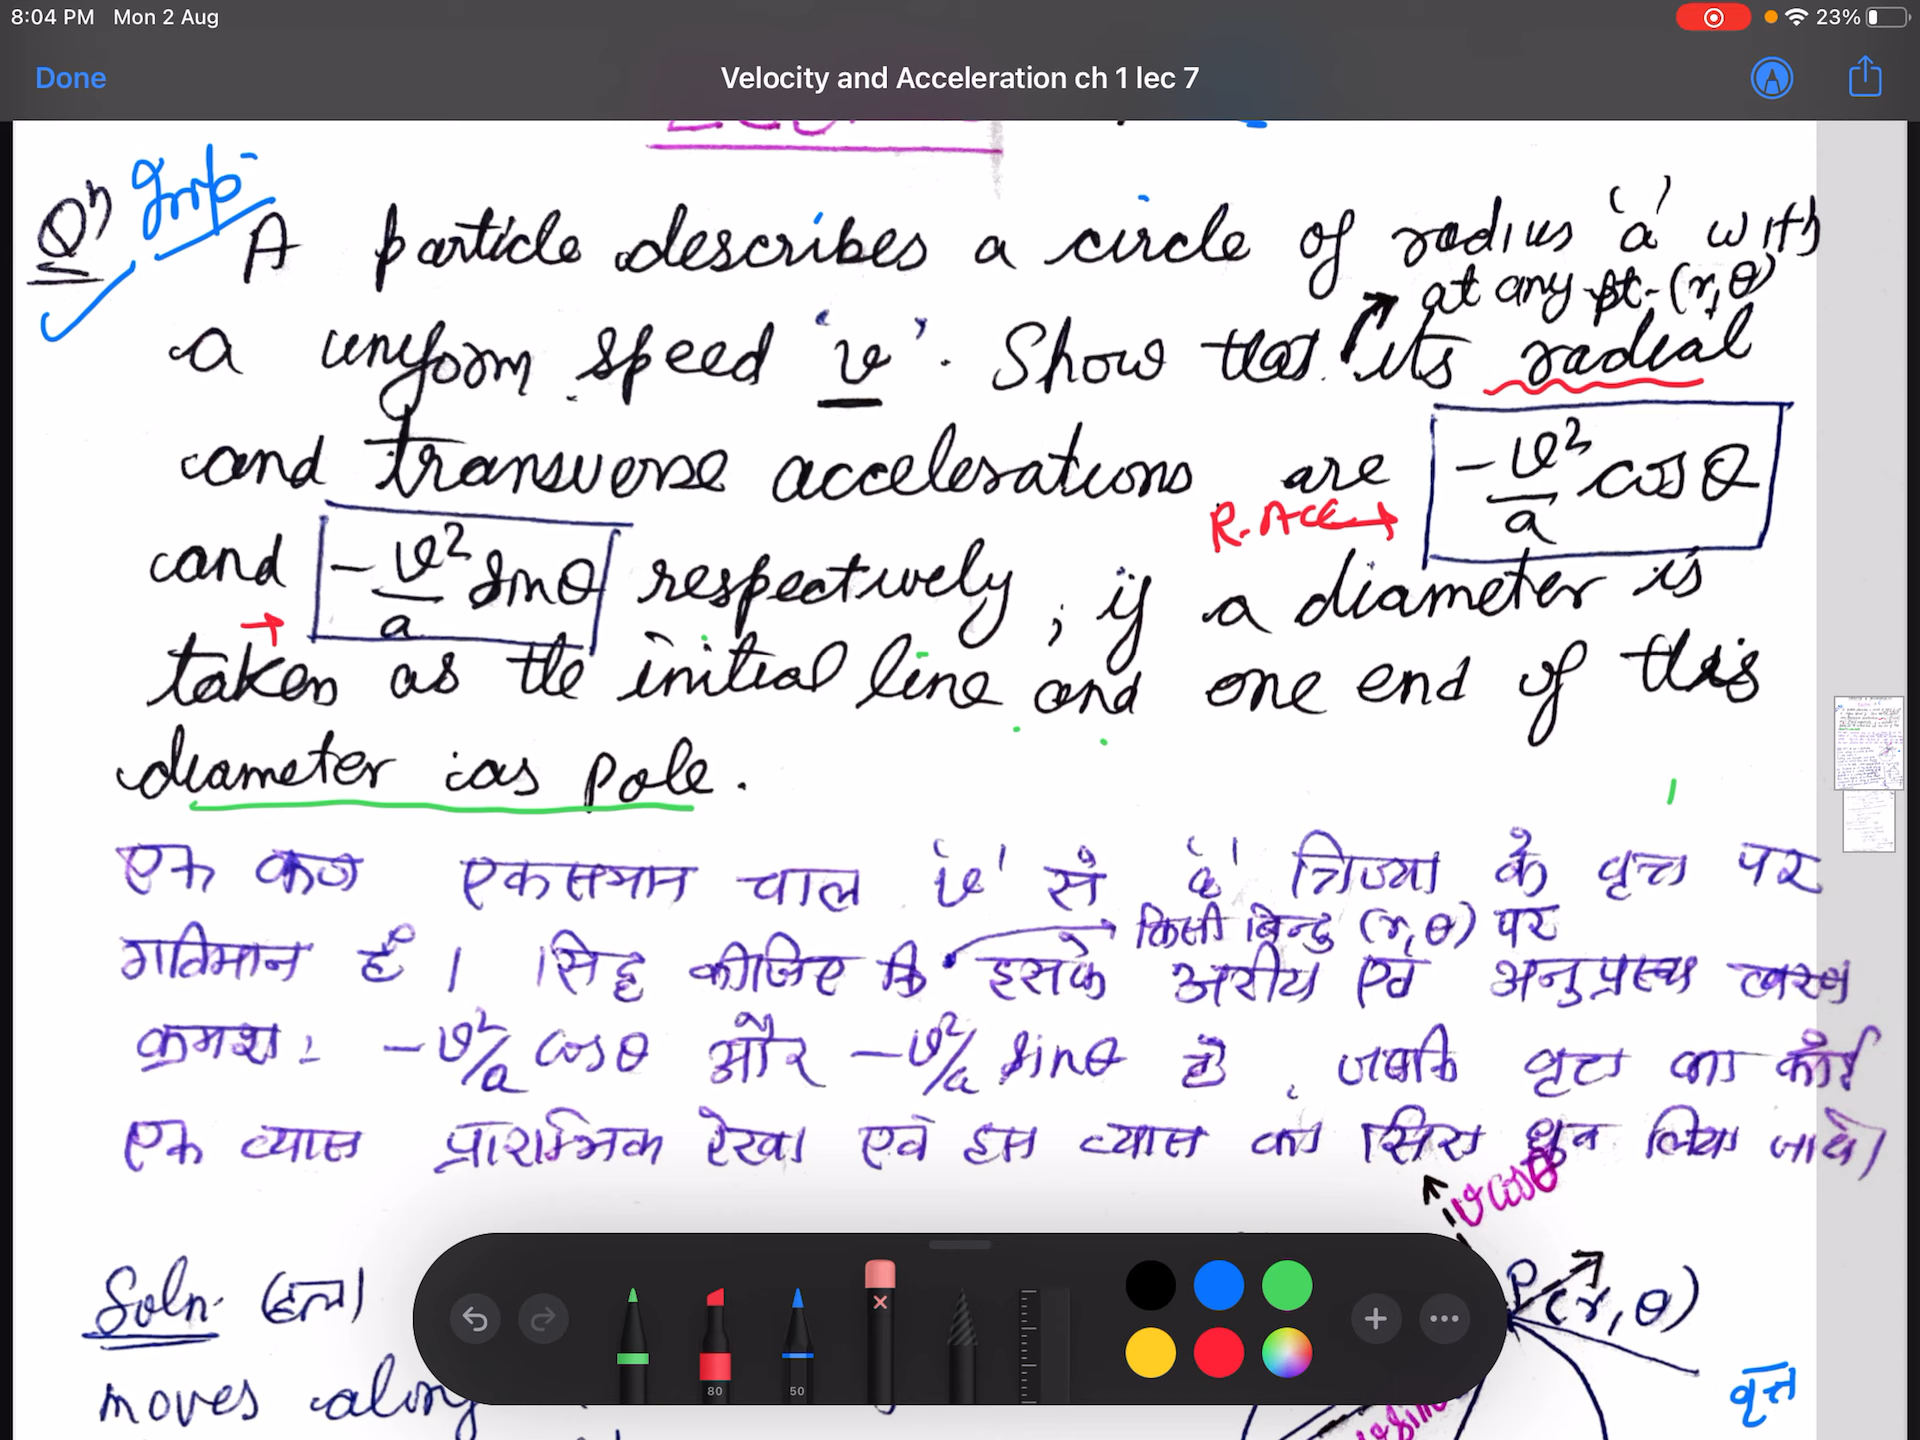 8:04 PM Mon 2 Aug 23%
Done Velocity and Acceleration ch 1 lec 7
Qn Imp A particle describes a circle of radius 'a' with
at any pt. (r, θ)
a uniform speed 'v'. Show that its radial
and transverse accelerations are -v²/a cosθ
R. Acc →
and -v²/a sinθ respectively, if a diameter is
taken as the initial line and one end of this
diameter as pole.
एक कण एकसमान चाल 'v' से 'a' त्रिज्या के वृत्त पर
किसी बिन्दु (r, θ) पर
गतिमान है। सिद्ध कीजिए कि इसके अरीय एवं अनुप्रस्थ त्वरण
क्रमशः -v²/a cosθ और -v²/a sinθ है, जबकि वृत्त का कोई
एक व्यास प्रारम्भिक रेखा एवं इस व्यास का सिरा ध्रुव लिया जाये।
v cosθ
Soln. (हल)
P(r, θ)
80 50
moves along
वृत्त